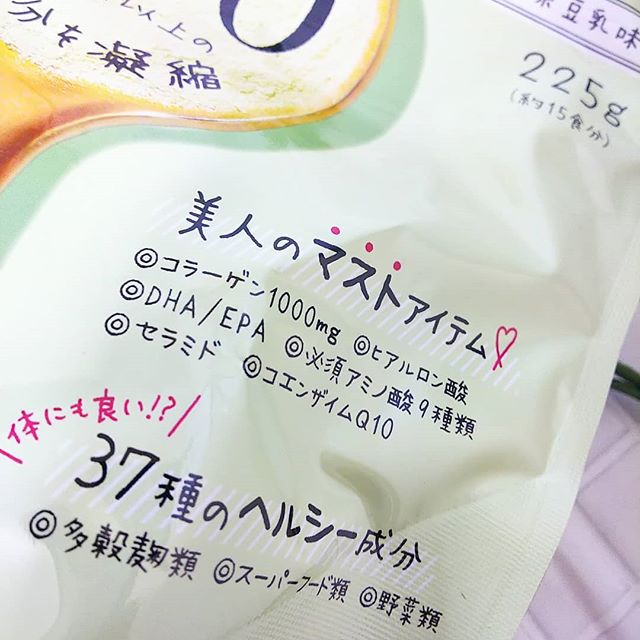 豆乳味
以上の
分を凝縮
225g
(約15食分)
美人のマストアイテム
◎コラーゲン1000mg ◎ヒアルロン酸
◎DHA/EPA ◎必須アミノ酸9種類
◎セラミド ◎コエンザイムQ10
体にも良い!?
37種のヘルシー成分
◎多穀麹類 ◎スーパーフード類 ◎野菜類